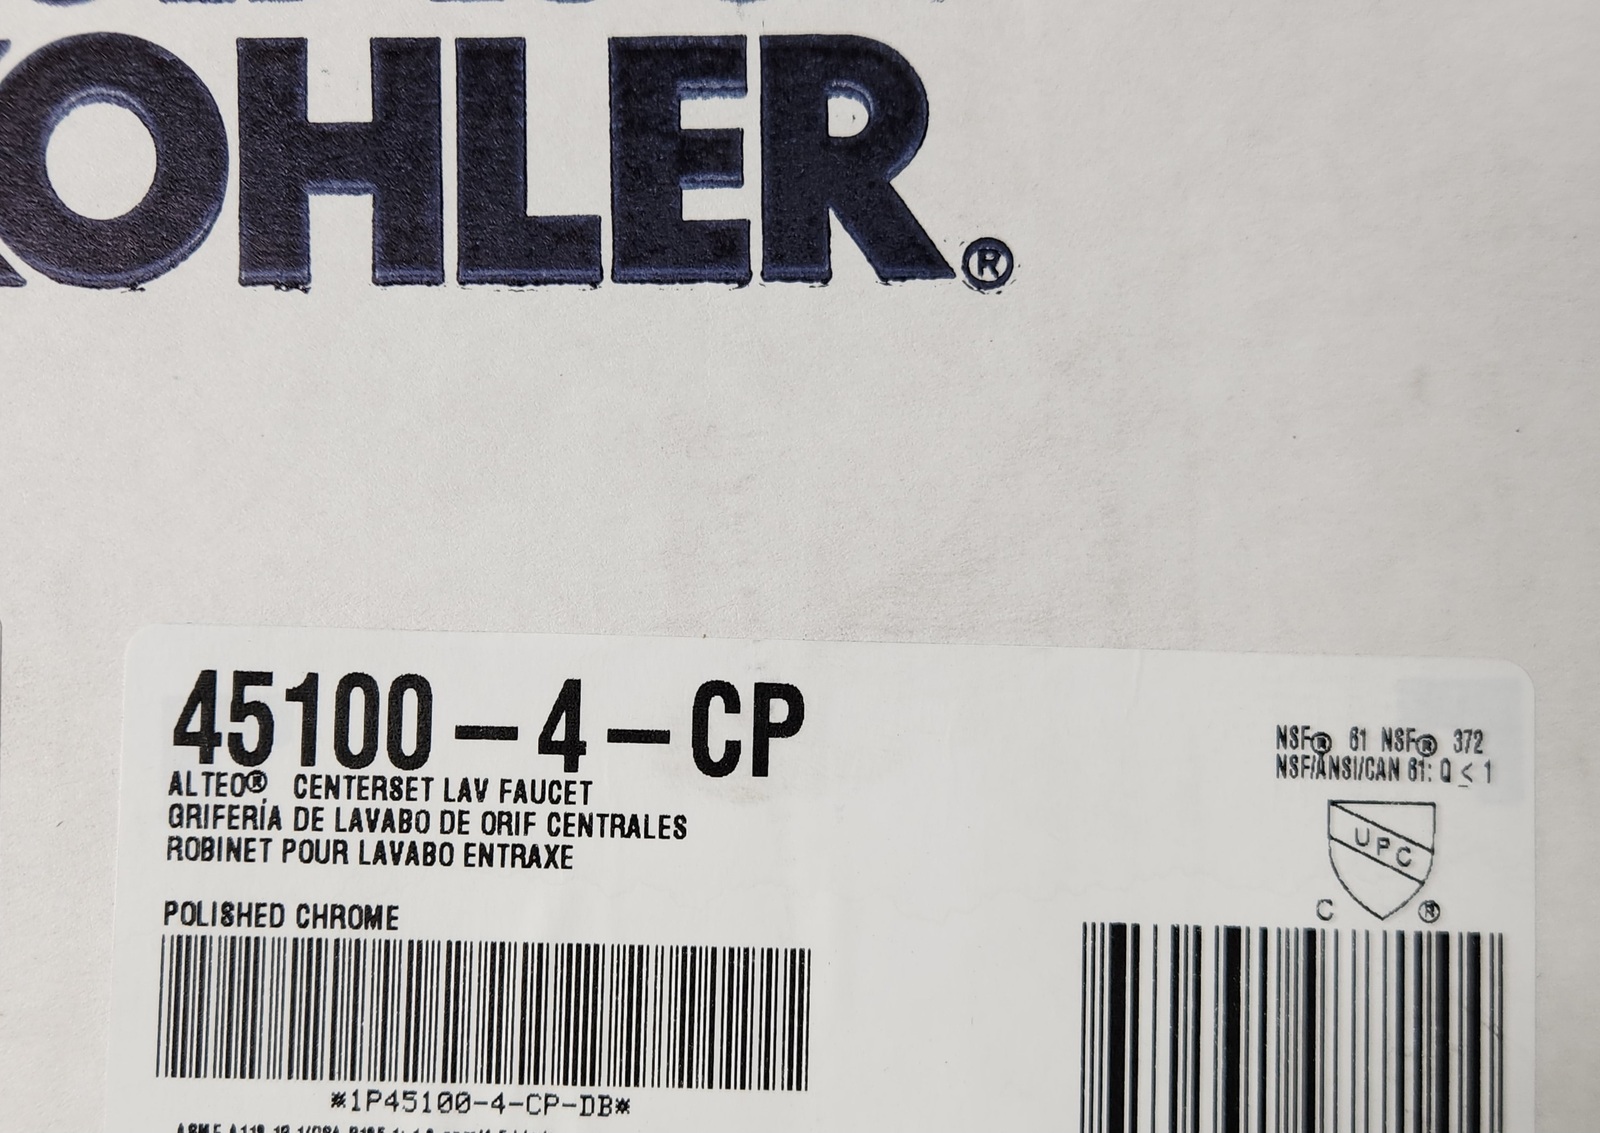 KOHLER®
45100-4-CP
ALTEO® CENTERSET LAV FAUCET
GRIFERÍA DE LAVABO DE ORIF CENTRALES
ROBINET POUR LAVABO ENTRAXE
POLISHED CHROME
*1P45100-4-CP-DB*
NSF® 61 NSF® 372
NSF/ANSI/CAN 61: Q ≤ 1
UPC
C ®